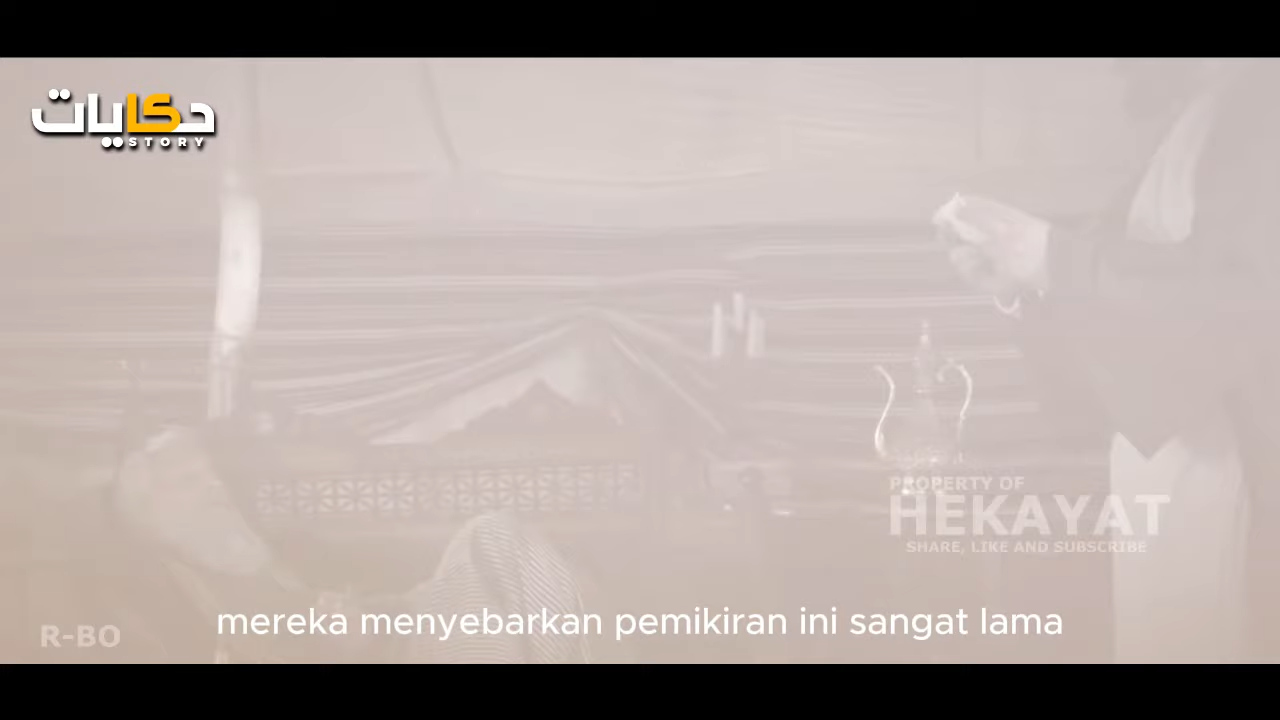 حكايات
STORY
PROPERTY OF
HEKAYAT
SHARE, LIKE AND SUBSCRIBE
mereka menyebarkan pemikiran ini sangat lama
R-BO